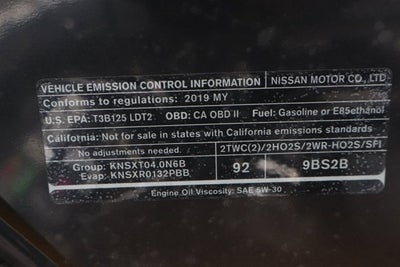 VEHICLE EMISSION CONTROL INFORMATION NISSAN MOTOR CO., LTD
Conforms to regulations: 2019 MY
U.S. EPA: T3B125 LDT2 OBD: CA OBD II Fuel: Gasoline or E85ethanol
California: Not for sale in states with California emissions standards
No adjustments needed. 2TWC(2)/2HO2S/2WR-HO2S/SFI
Group: KNSXT04.0N6B 92 9BS2B
Evap: KNSXR0132PBB
Engine Oil Viscosity: SAE 5W-30